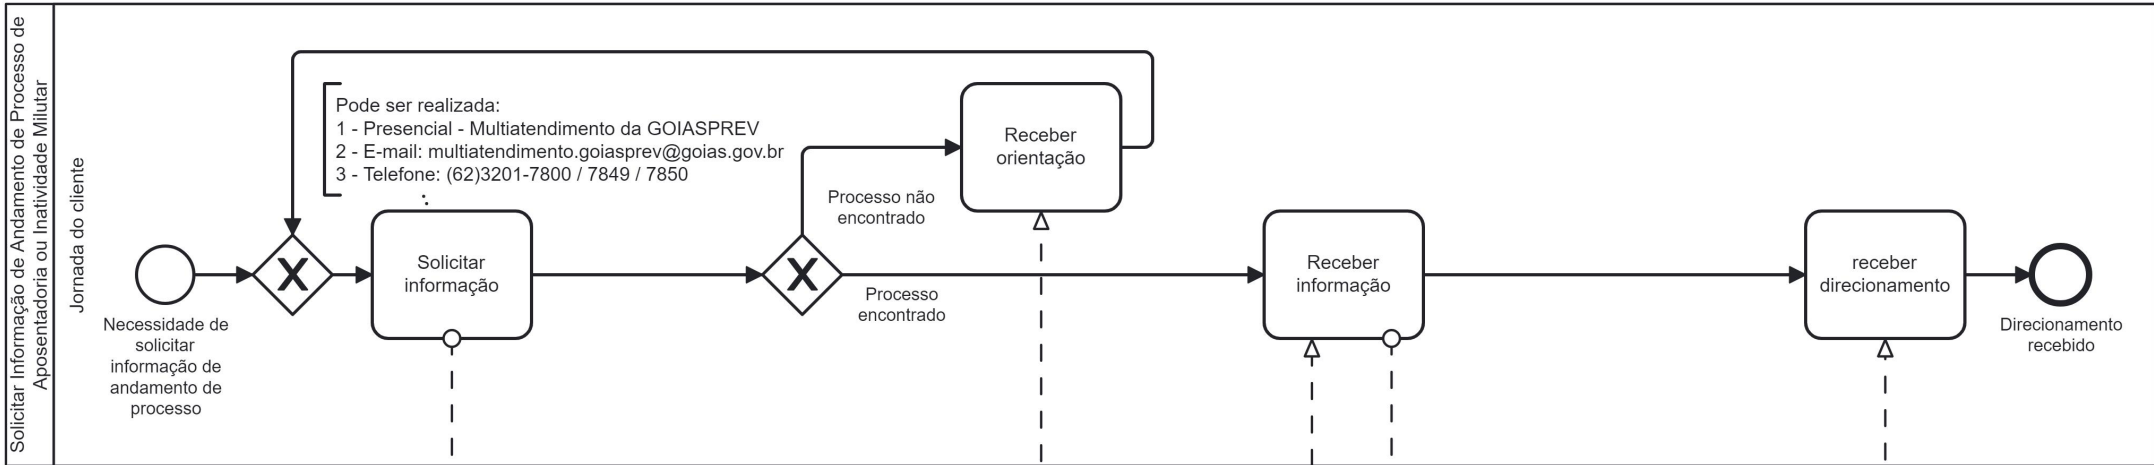 Solicitar Informação de Andamento de Processo de
Aposentadoria ou Inatividade Milutar
Jornada do cliente
Necessidade de
solicitar
informação de
andamento de
processo
X
Pode ser realizada:
1 - Presencial - Multiatendimento da GOIASPREV
2 - E-mail: multiatendimento.goiasprev@goias.gov.br
3 - Telefone: (62)3201-7800 / 7849 / 7850
Solicitar
informação
X
Processo não
encontrado
Processo
encontrado
Receber
orientação
Receber
informação
receber
direcionamento
Direcionamento
recebido